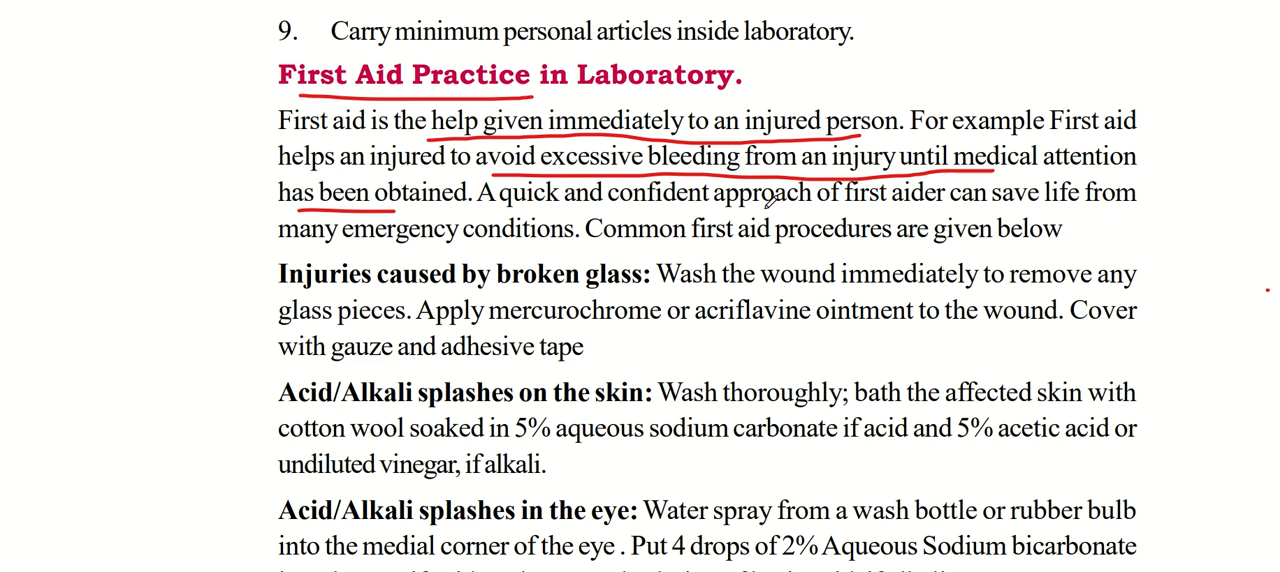 9. Carry minimum personal articles inside laboratory.
First Aid Practice in Laboratory.
First aid is the help given immediately to an injured person. For example First aid
helps an injured to avoid excessive bleeding from an injury until medical attention
has been obtained. A quick and confident approach of first aider can save life from
many emergency conditions. Common first aid procedures are given below
Injuries caused by broken glass: Wash the wound immediately to remove any
glass pieces. Apply mercurochrome or acriflavine ointment to the wound. Cover
with gauze and adhesive tape
Acid/Alkali splashes on the skin: Wash thoroughly; bath the affected skin with
cotton wool soaked in 5% aqueous sodium carbonate if acid and 5% acetic acid or
undiluted vinegar, if alkali.
Acid/Alkali splashes in the eye: Water spray from a wash bottle or rubber bulb
into the medial corner of the eye . Put 4 drops of 2% Aqueous Sodium bicarbonate